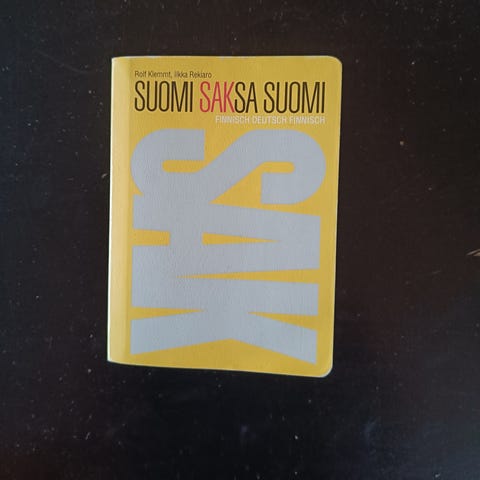 Rolf Klemmt, Ilkka Rekiaro
SUOMI SAKSA SUOMI
FINNISCH DEUTSCH FINNISCH
SAK